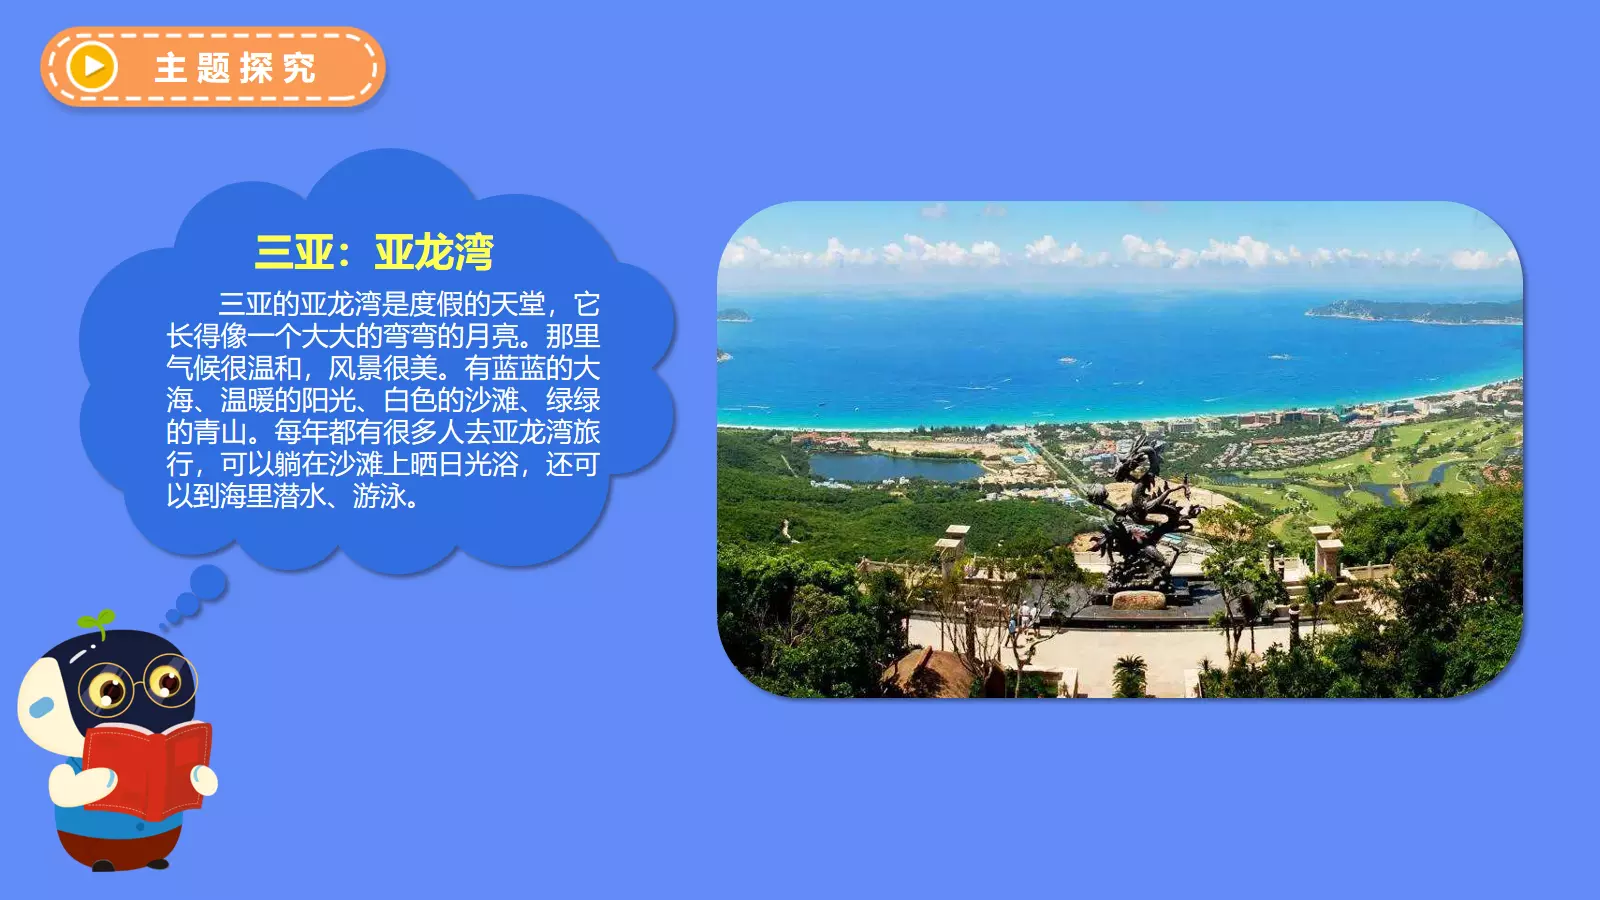 主题探究
三亚：亚龙湾
三亚的亚龙湾是度假的天堂，它
长得像一个大大的弯弯的月亮。那里
气候很温和，风景很美。有蓝蓝的大
海、温暖的阳光、白色的沙滩、绿绿
的青山。每年都有很多人去亚龙湾旅
行，可以躺在沙滩上晒日光浴，还可
以到海里潜水、游泳。